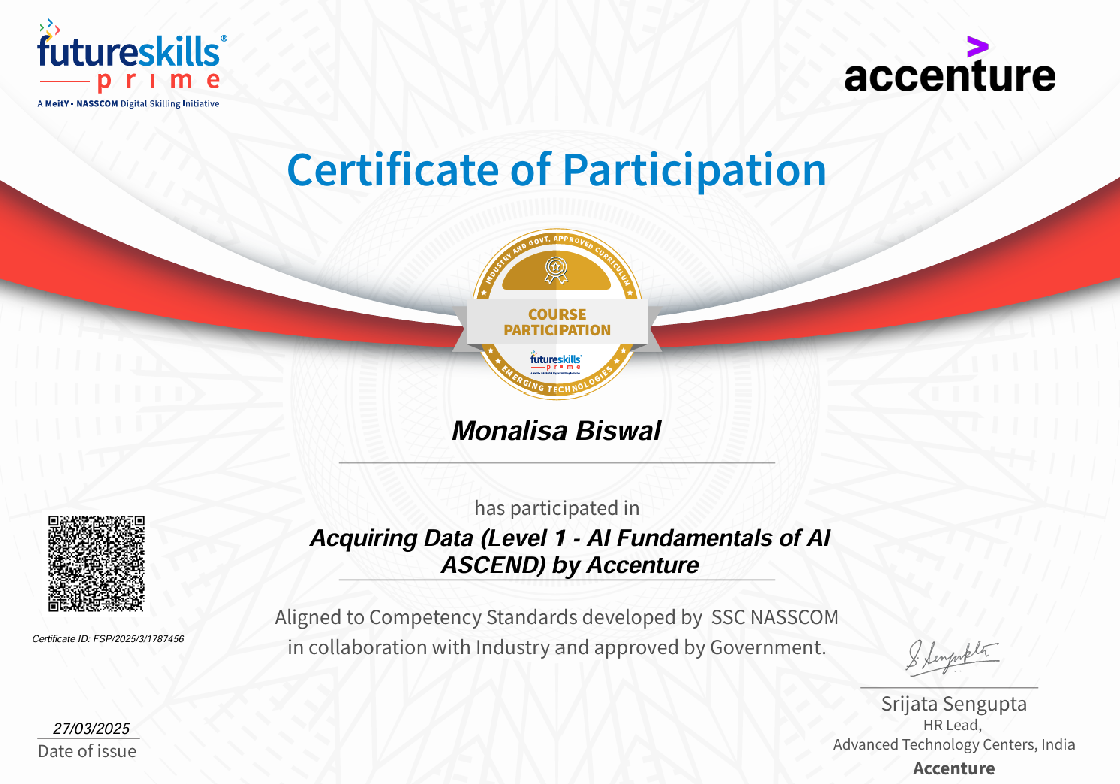 futureskills®
prime
A MeitY - NASSCOM Digital Skilling Initiative
accenture
Certificate of Participation
INDUSTRY AND GOVT. APPROVED CURRICULUM
COURSE
PARTICIPATION
futureskills
prime
EMERGING TECHNOLOGIES
Monalisa Biswal
has participated in
Acquiring Data (Level 1 - AI Fundamentals of AI
ASCEND) by Accenture
Aligned to Competency Standards developed by SSC NASSCOM
in collaboration with Industry and approved by Government.
Certificate ID: FSP/2025/3/1787456
27/03/2025
Date of issue
S. Sengupta
Srijata Sengupta
HR Lead,
Advanced Technology Centers, India
Accenture